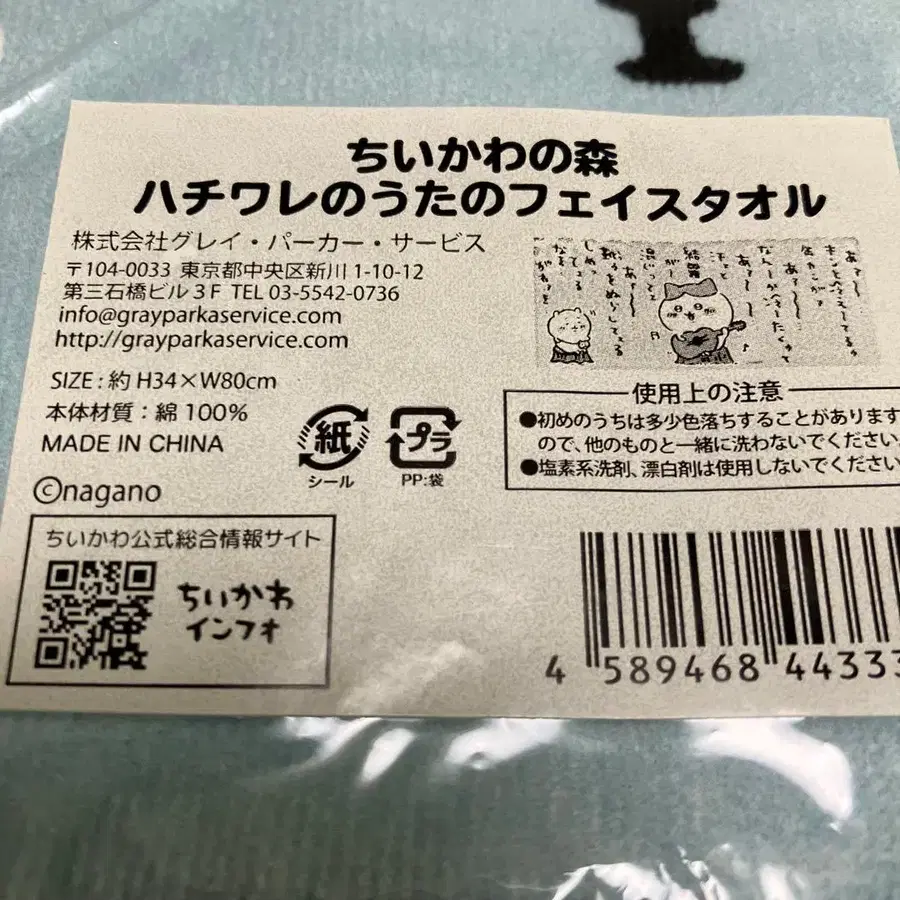 ちいかわの森
ハチワレのうたのフェイスタオル
株式会社グレイ・パーカー・サービス
〒104-0033 東京都中央区新川1-10-12
第三石橋ビル3F TEL 03-5542-0736
info@grayparkaservice.com
http://grayparkaservice.com
SIZE : 約 H34×W80cm
本体材質 : 綿 100%
MADE IN CHINA
©nagano
紙
シール
プラ
PP:袋
使用上の注意
●初めのうちは多少色落ちすることがあります
ので、他のものと一緒に洗わないでください。
●塩素系洗剤、漂白剤は使用しないでください
ちいかわ公式総合情報サイト
ちいかわ
インフォ
4 589468 44333